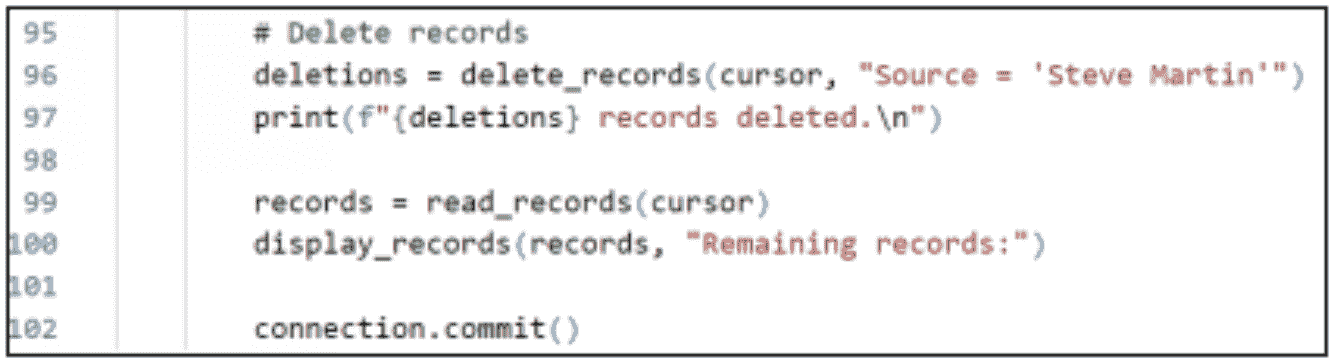 95 # Delete records
96 deletions = delete_records(cursor, "Source = 'Steve Martin'")
97 print(f"{deletions} records deleted.\n")
98
99 records = read_records(cursor)
100 display_records(records, "Remaining records:")
101
102 connection.commit()